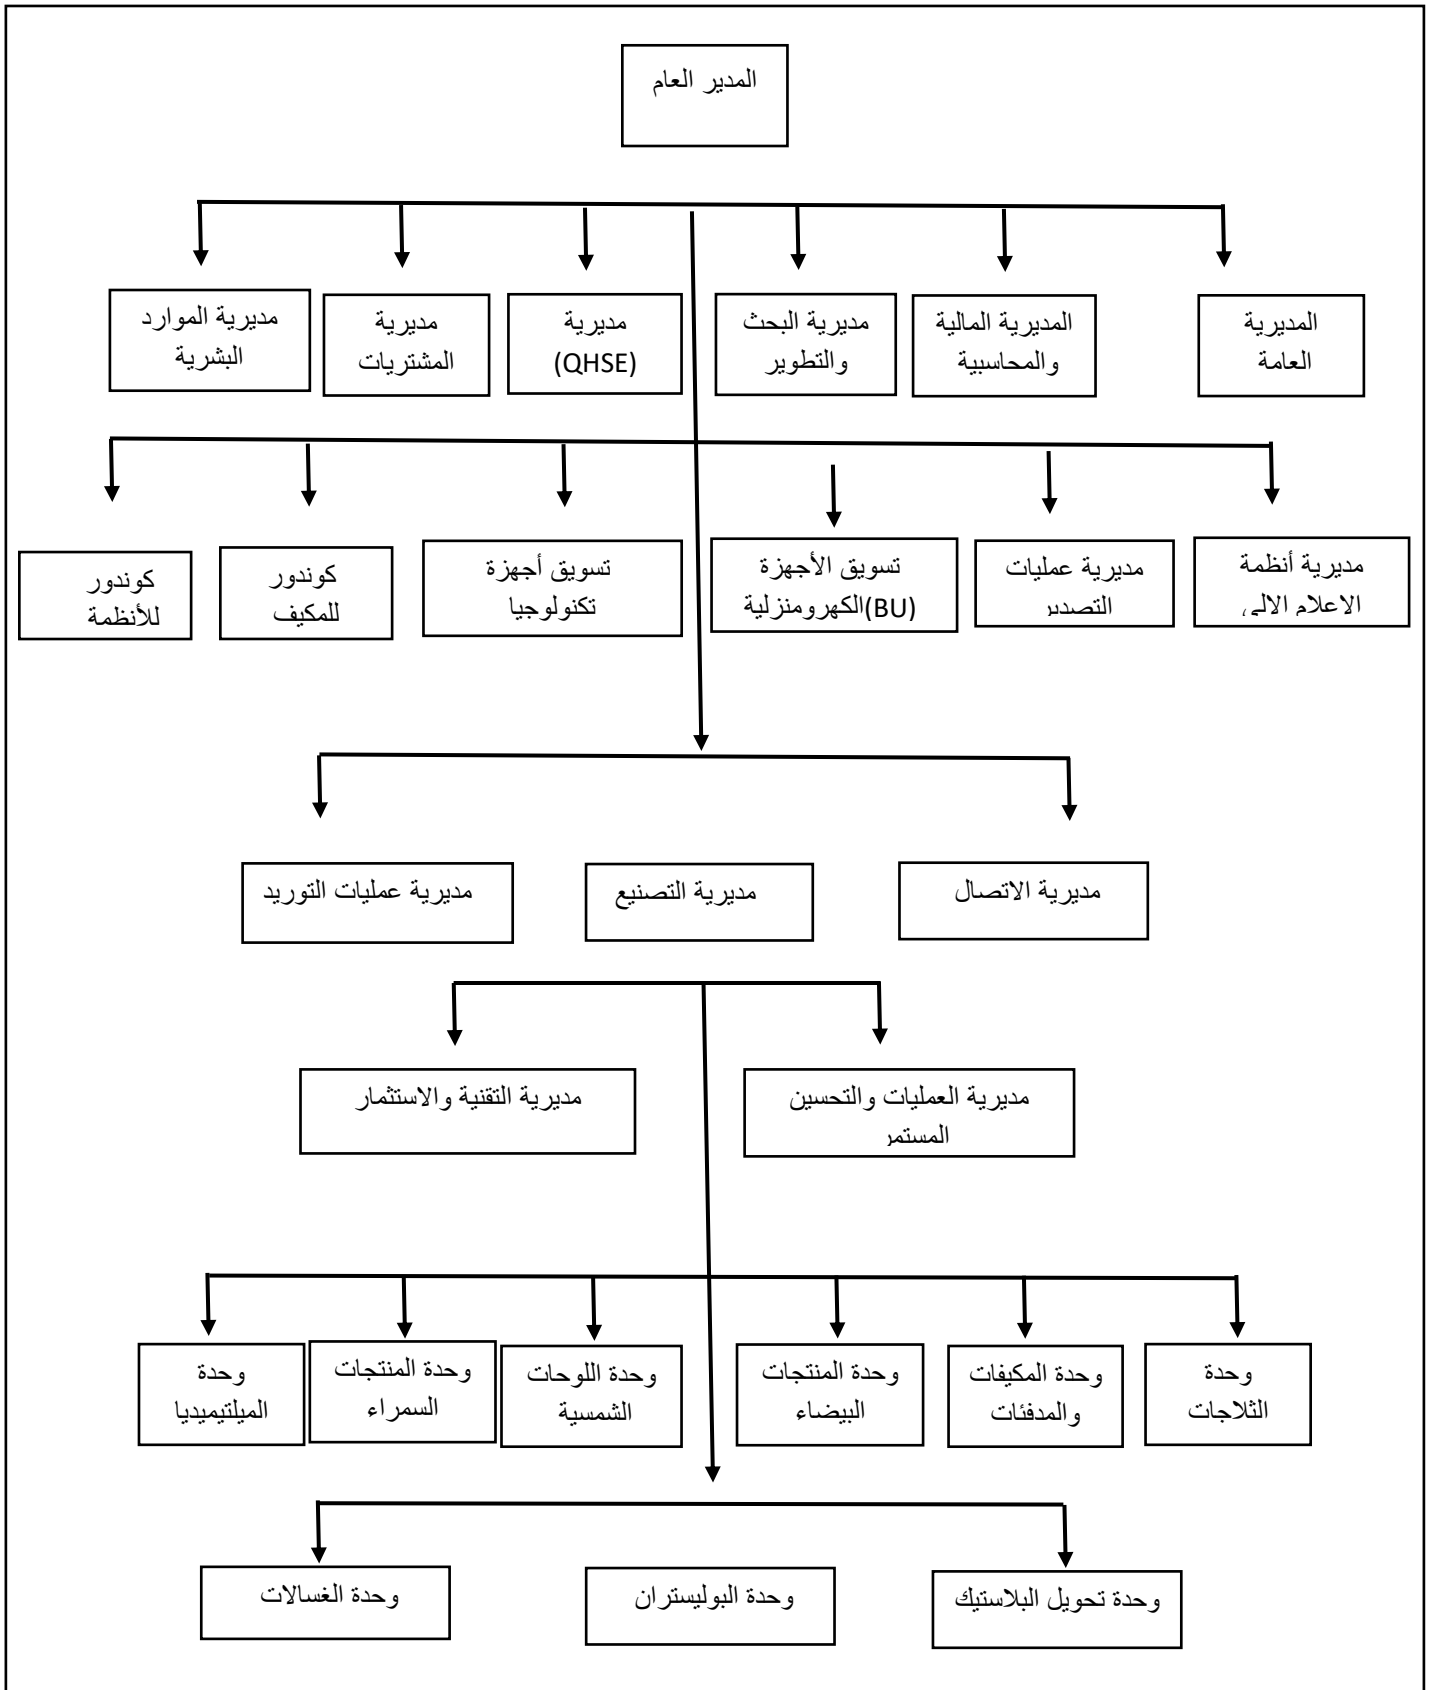 المدير العام
المديرية
العامة
المديرية المالية
والمحاسبية
مديرية البحث
والتطوير
مديرية
(QHSE)
مديرية
المشتريات
مديرية الموارد
البشرية
مديرية أنظمة
الاعلام الالي
مديرية عمليات
التصدير
تسويق الأجهزة
الكهرومنزلية(BU)
تسويق أجهزة
تكنولوجيا
كوندور
للمكيف
كوندور
للأنظمة
مديرية الاتصال
مديرية التصنيع
مديرية عمليات التوريد
مديرية العمليات والتحسين
المستمر
مديرية التقنية والاستثمار
وحدة
الثلاجات
وحدة المكيفات
والمدفئات
وحدة المنتجات
البيضاء
وحدة اللوحات
الشمسية
وحدة المنتجات
السمراء
وحدة
الميلتيميديا
وحدة تحويل البلاستيك
وحدة البوليستران
وحدة الغسالات